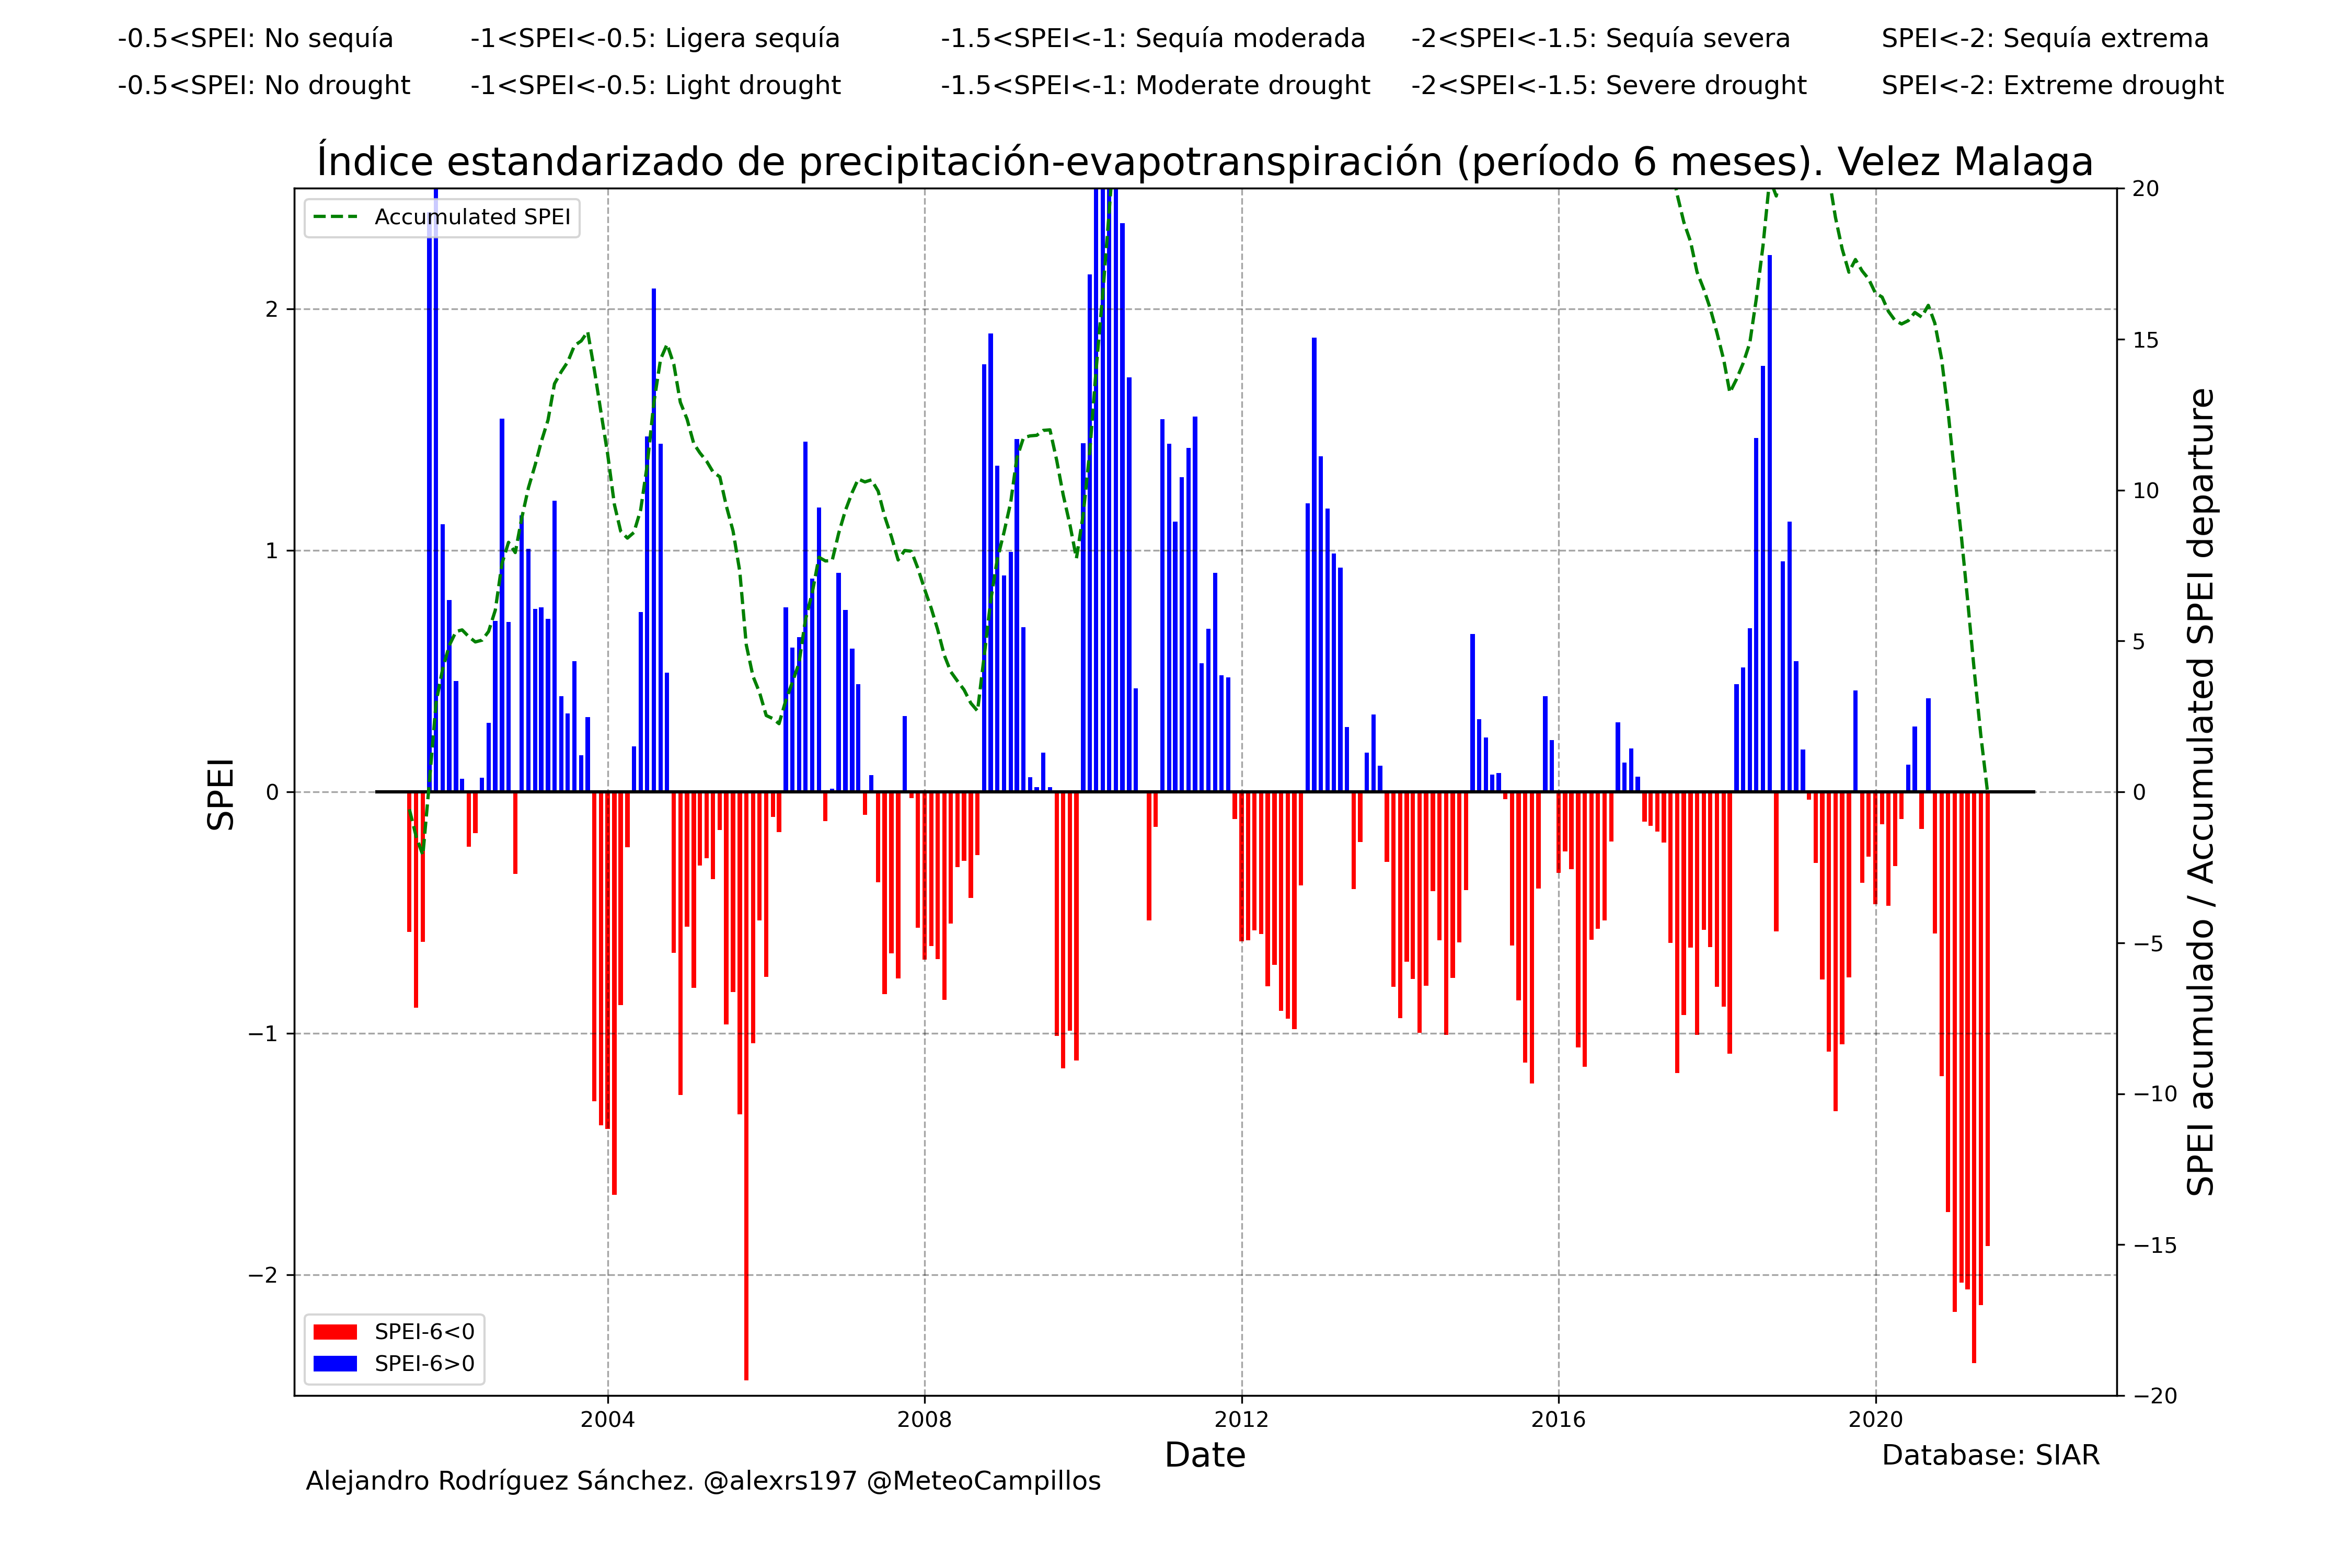 -0.5<SPEI: No sequía -1<SPEI<-0.5: Ligera sequía -1.5<SPEI<-1: Sequía moderada -2<SPEI<-1.5: Sequía severa SPEI<-2: Sequía extrema
-0.5<SPEI: No drought -1<SPEI<-0.5: Light drought -1.5<SPEI<-1: Moderate drought -2<SPEI<-1.5: Severe drought SPEI<-2: Extreme drought
Índice estandarizado de precipitación-evapotranspiración (período 6 meses). Velez Malaga
Accumulated SPEI
2
1
0
−1
−2
SPEI
20
15
10
5
0
−5
−10
−15
−20
SPEI acumulado / Accumulated SPEI departure
SPEI-6<0
SPEI-6>0
2004 2008 2012 2016 2020
Date
Database: SIAR
Alejandro Rodríguez Sánchez. @alexrs197 @MeteoCampillos